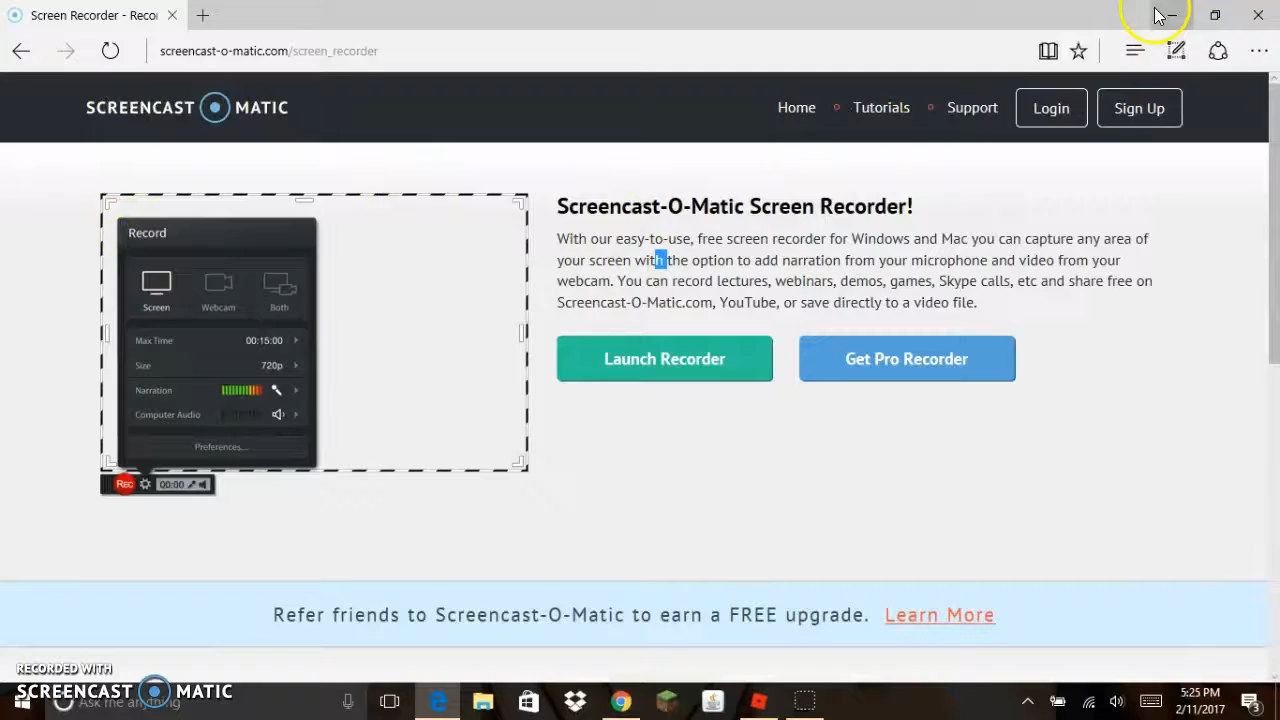 Screen Recorder - Reco
screencast-o-matic.com/screen_recorder
SCREENCAST MATIC
Home
Tutorials
Support
Login
Sign Up
Record
Screen
Webcam
Both
Max Time 00:15:00
Size 720p
Narration
Computer Audio
Preferences...
REC
00:00
Screencast-O-Matic Screen Recorder!
With our easy-to-use, free screen recorder for Windows and Mac you can capture any area of
your screen with the option to add narration from your microphone and video from your
webcam. You can record lectures, webinars, demos, games, Skype calls, etc and share free on
Screencast-O-Matic.com, YouTube, or save directly to a video file.
Launch Recorder
Get Pro Recorder
Refer friends to Screencast-O-Matic to earn a FREE upgrade. Learn More
RECORDED WITH
SCREENCAST MATIC
Ask me anything
5:25 PM
2/11/2017
3